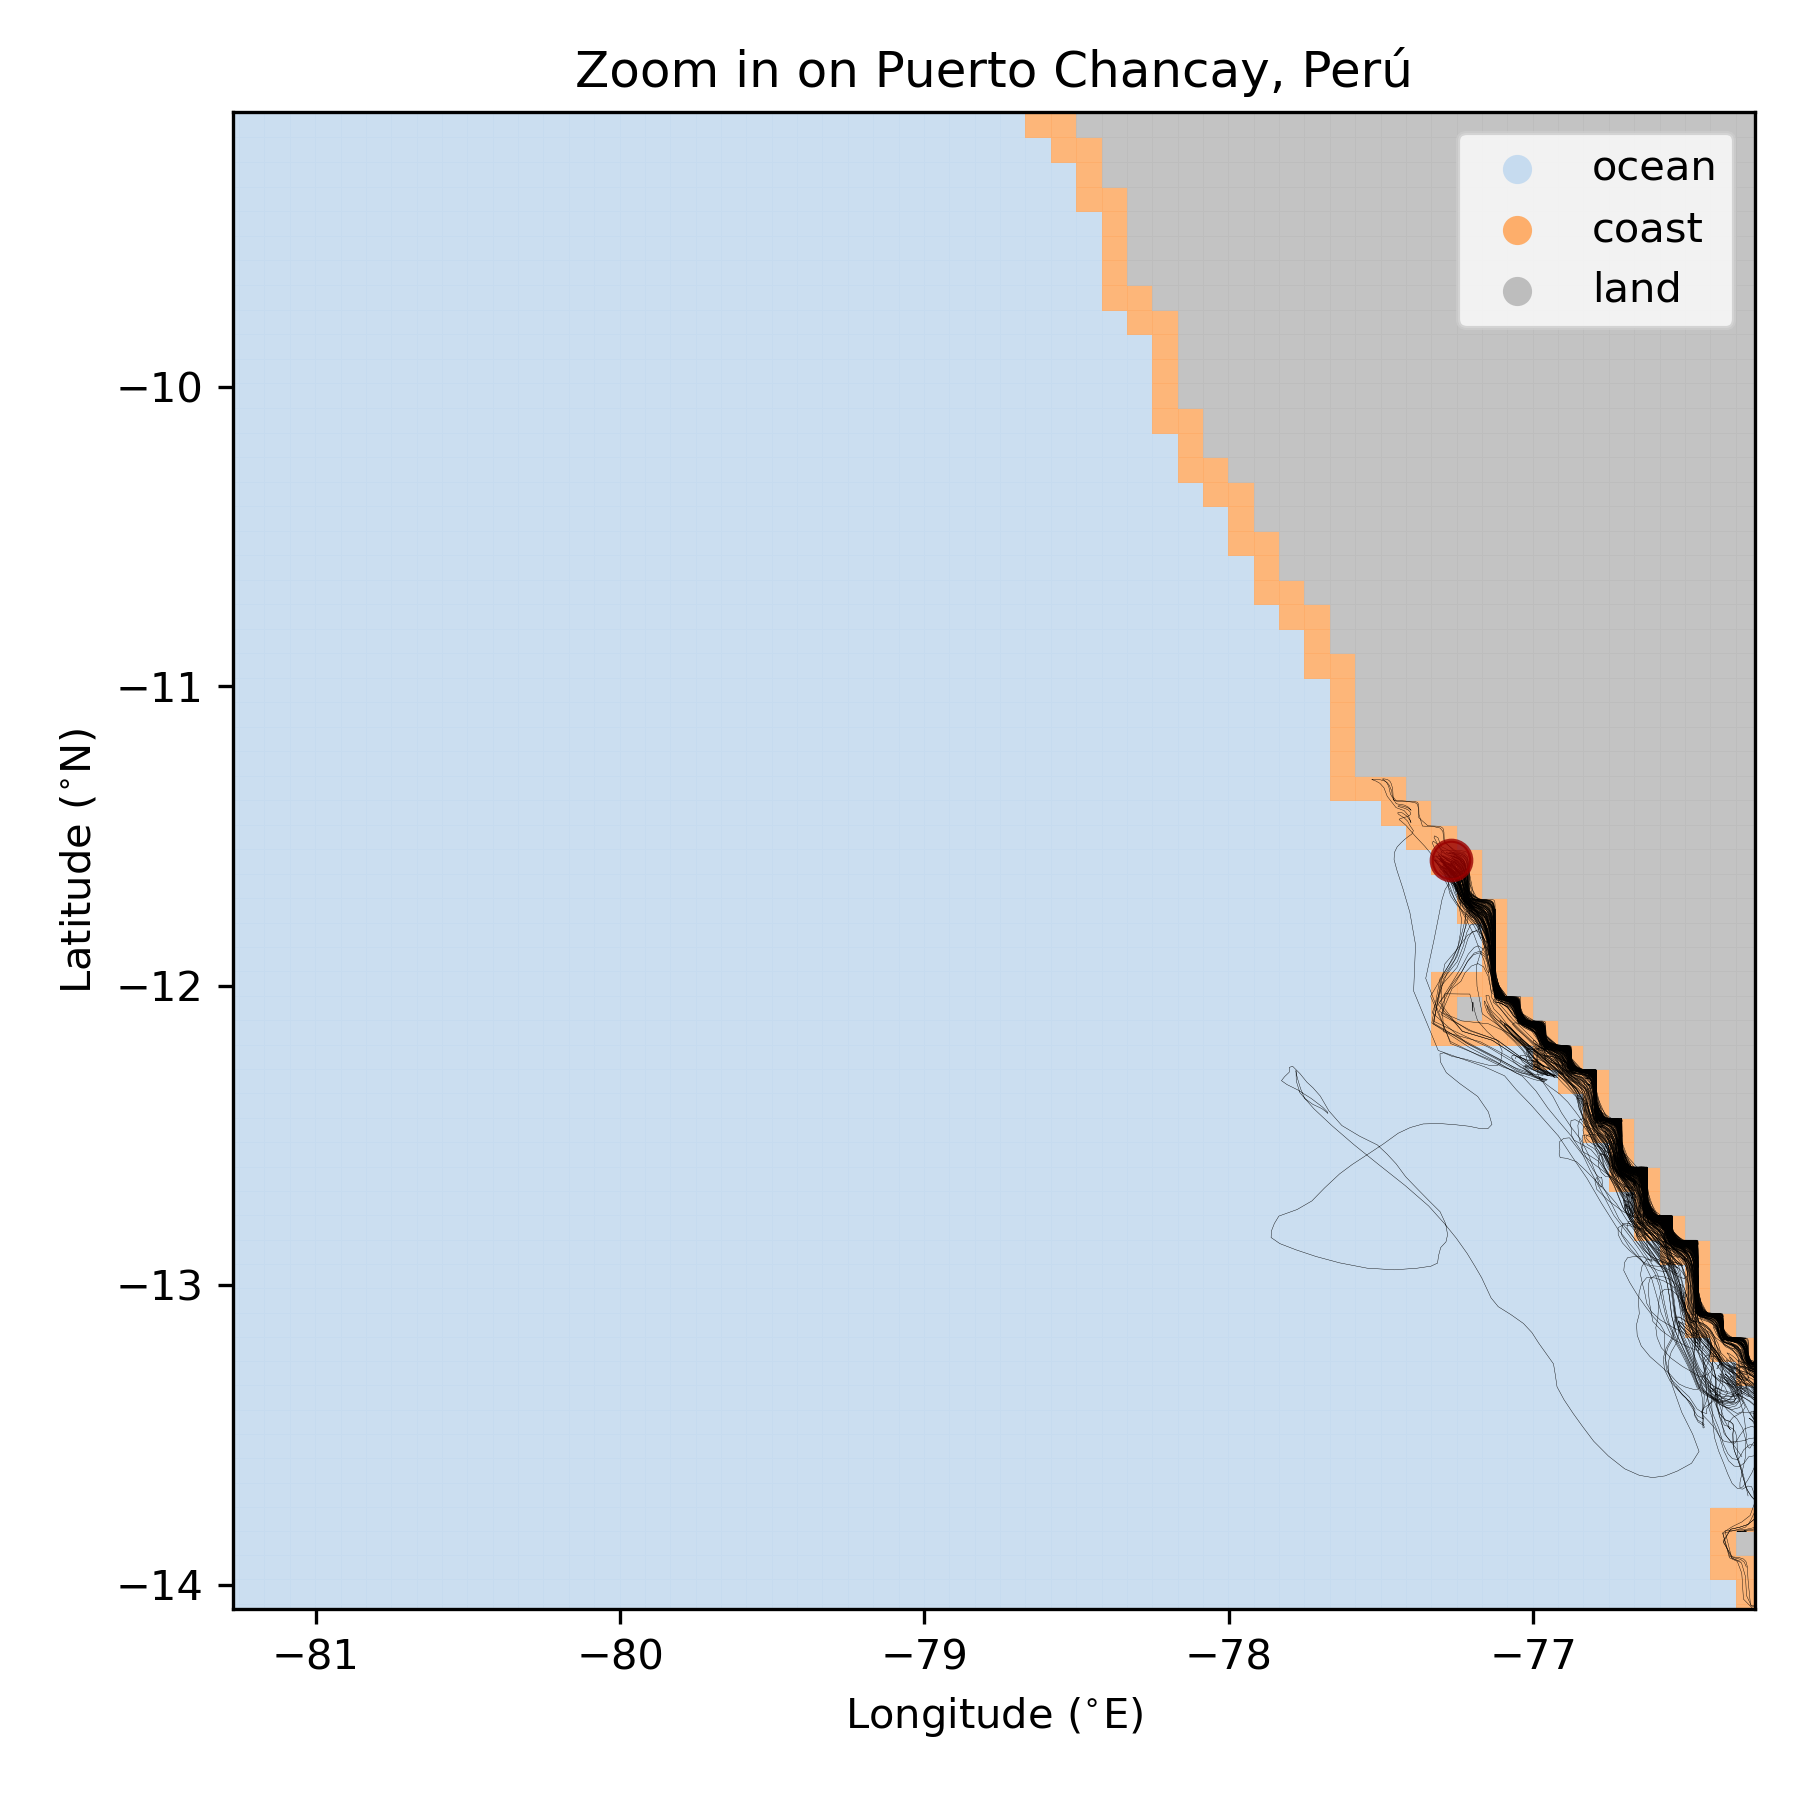 Zoom in on Puerto Chancay, Perú
ocean
coast
land
−10
−11
−12
−13
−14
Latitude (°N)
−81
−80
−79
−78
−77
Longitude (°E)